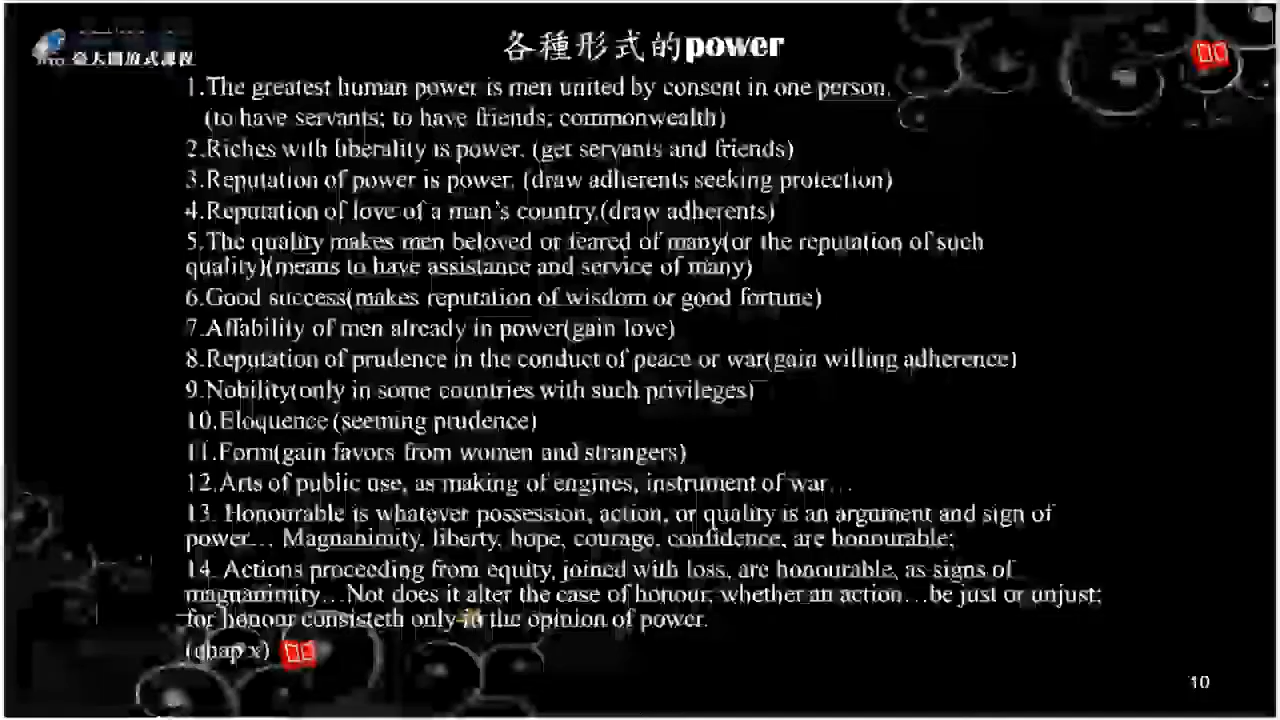 臺大開放式課程
各種形式的power
1.The greatest human power is men united by consent in one person.
(to have servants; to have friends; commonwealth)
2.Riches with liberality is power. (get servants and friends)
3.Reputation of power is power. (draw adherents seeking protection)
4.Reputation of love of a man's country.(draw adherents)
5.The quality makes men beloved or feared of many(or the reputation of such
quality)(means to have assistance and service of many)
6.Good success(makes reputation of wisdom or good fortune)
7.Affability of men already in power(gain love)
8.Reputation of prudence in the conduct of peace or war(gain willing adherence)
9.Nobility(only in some countries with such privileges)
10.Eloquence (seeming prudence)
11.Form(gain favors from women and strangers)
12.Arts of public use, as making of engines, instrument of war…
13. Honourable is whatever possession, action, or quality is an argument and sign of
power… Magnanimity, liberty, hope, courage, confidence, are honourable;
14. Actions proceeding from equity, joined with loss, are honourable, as signs of
magnanimity…Not does it alter the case of honour, whether an action…be just or unjust;
for honour consisteth only in the opinion of power.
(chap x)
10